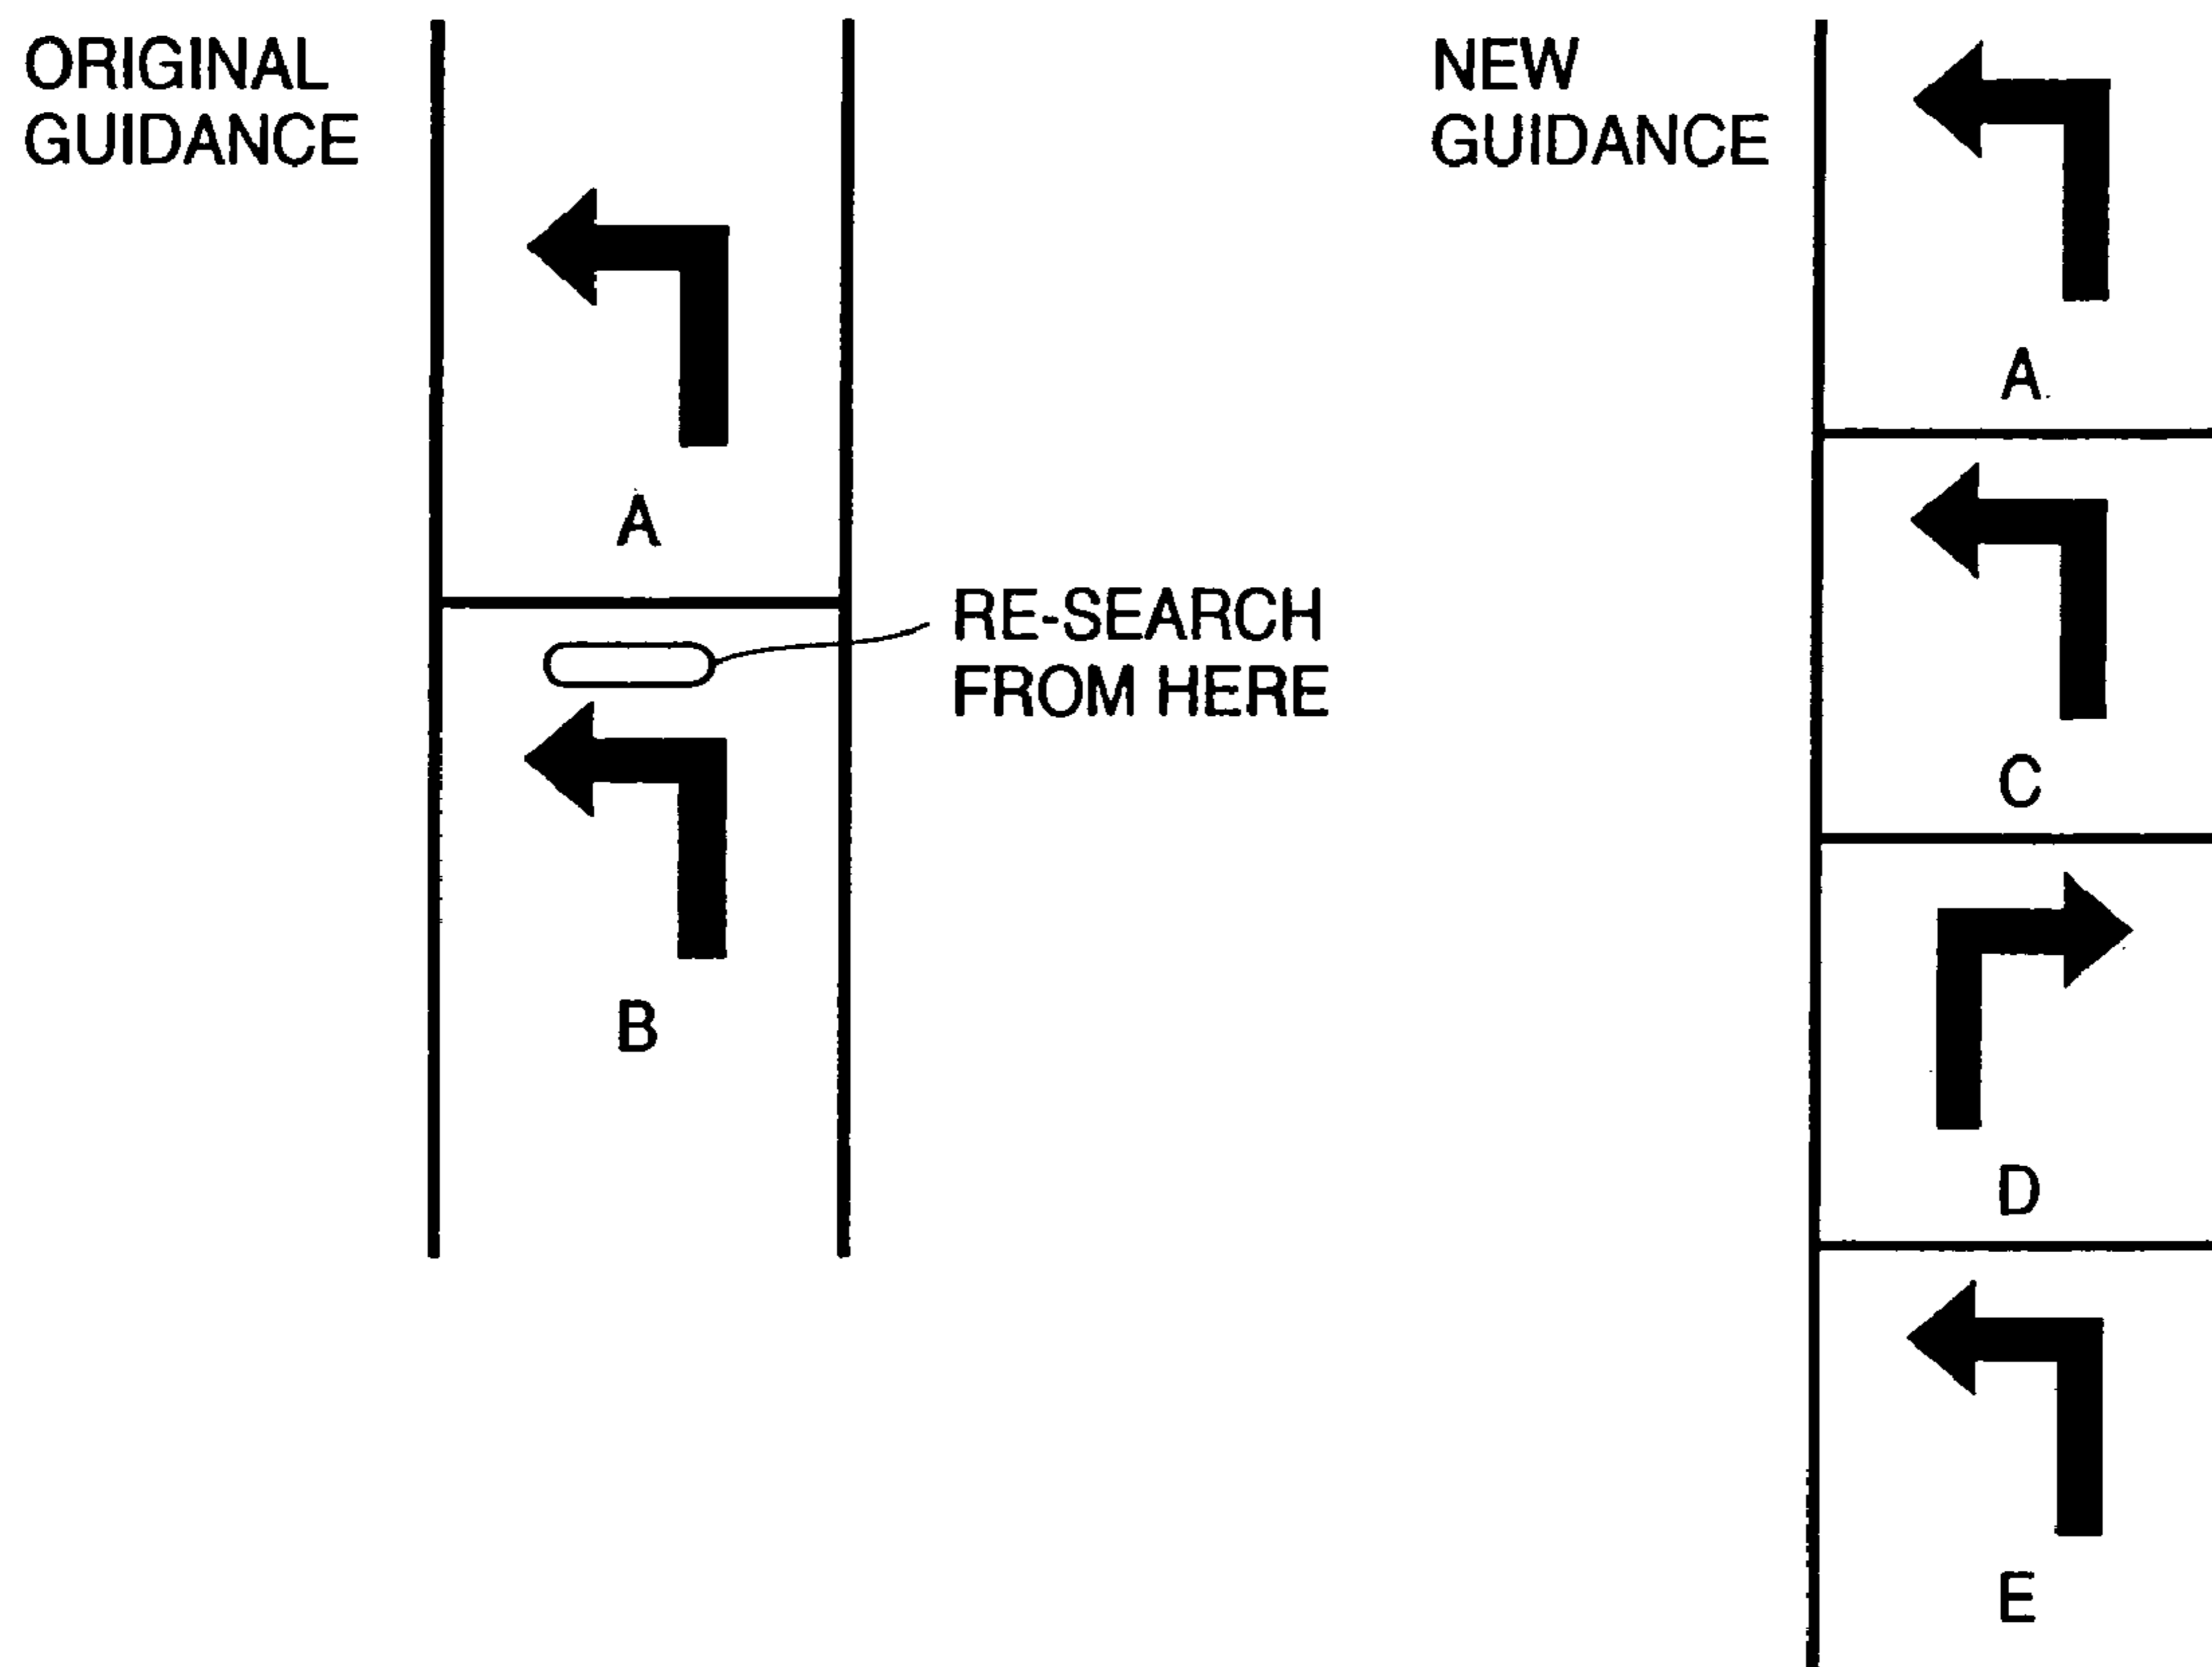 ORIGINAL
GUIDANCE
A
RE-SEARCH
FROM HERE
B
NEW
GUIDANCE
A
C
D
E